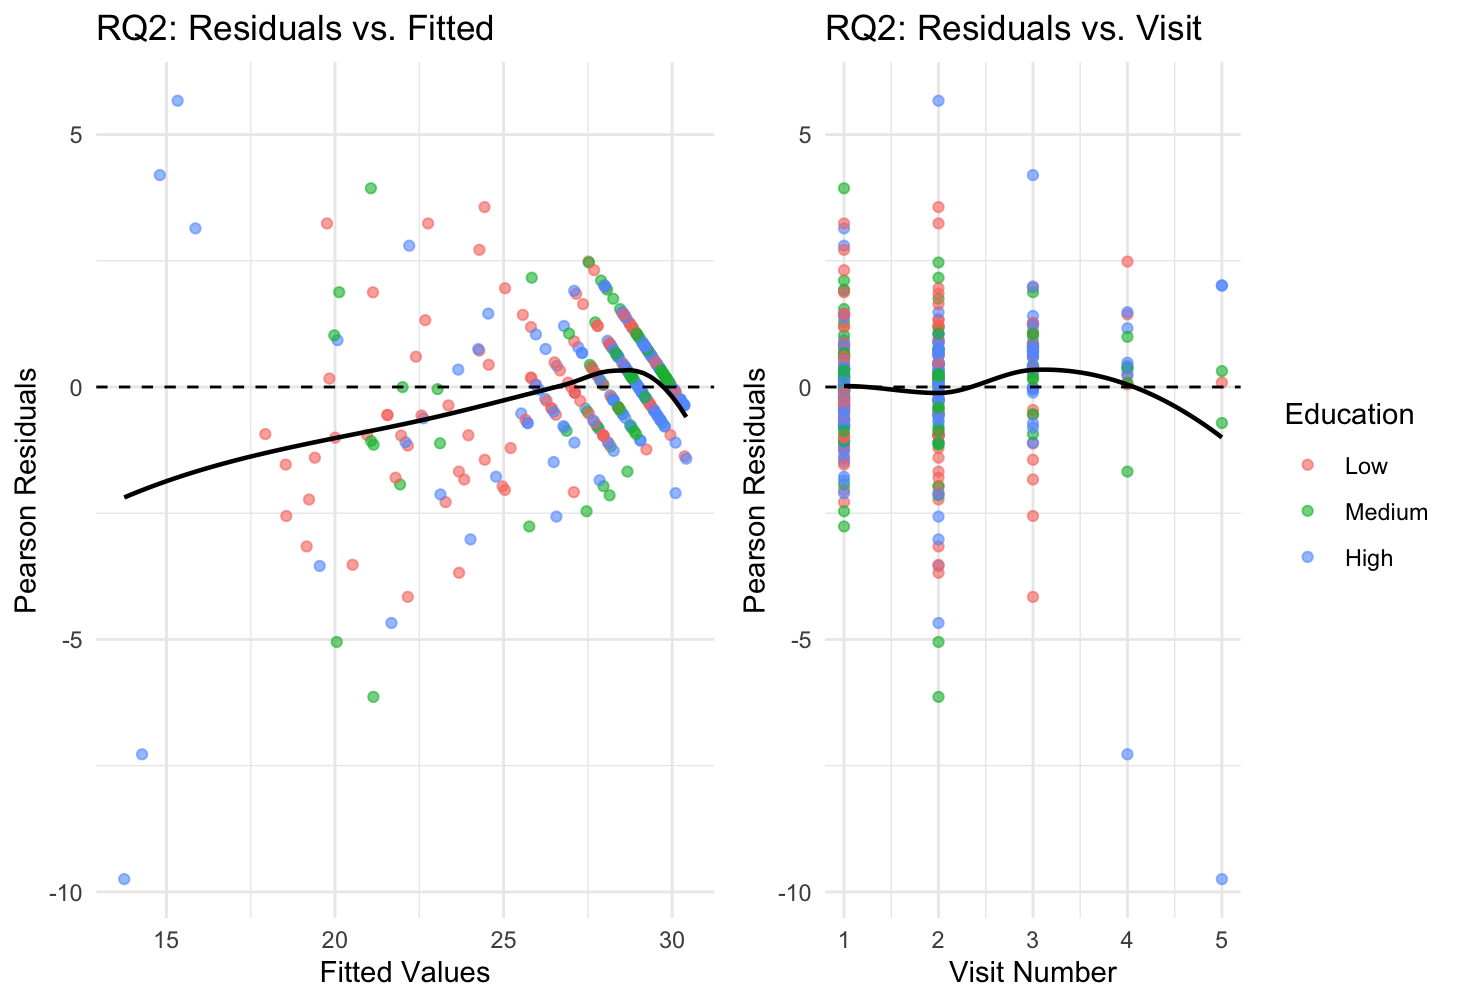 RQ2: Residuals vs. Fitted
Pearson Residuals
5
0
-5
-10
15 20 25 30
Fitted Values
RQ2: Residuals vs. Visit
Pearson Residuals
5
0
-5
-10
1 2 3 4 5
Visit Number
Education
Low
Medium
High